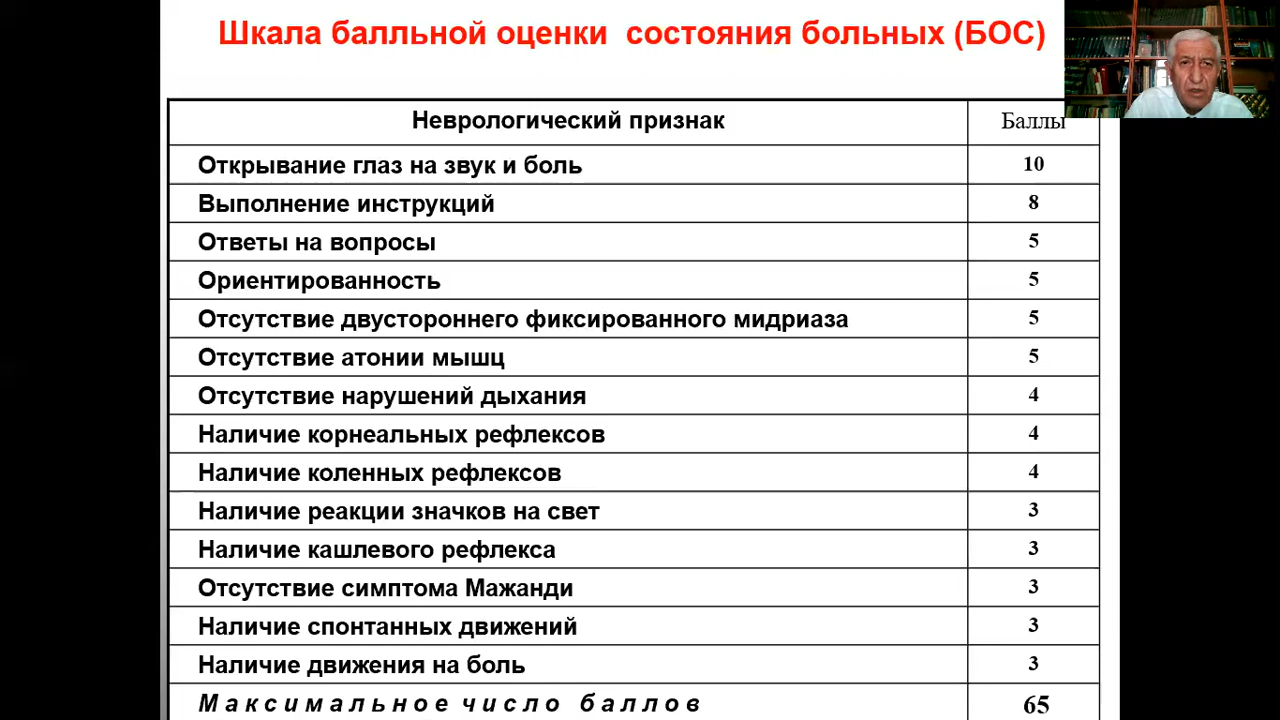 Шкала балльной оценки состояния больных (БОС)
Неврологический признак Баллы
Открывание глаз на звук и боль 10
Выполнение инструкций 8
Ответы на вопросы 5
Ориентированность 5
Отсутствие двустороннего фиксированного мидриаза 5
Отсутствие атонии мышц 5
Отсутствие нарушений дыхания 4
Наличие корнеальных рефлексов 4
Наличие коленных рефлексов 4
Наличие реакции значков на свет 3
Наличие кашлевого рефлекса 3
Отсутствие симптома Мажанди 3
Наличие спонтанных движений 3
Наличие движения на боль 3
Максимальное число баллов 65